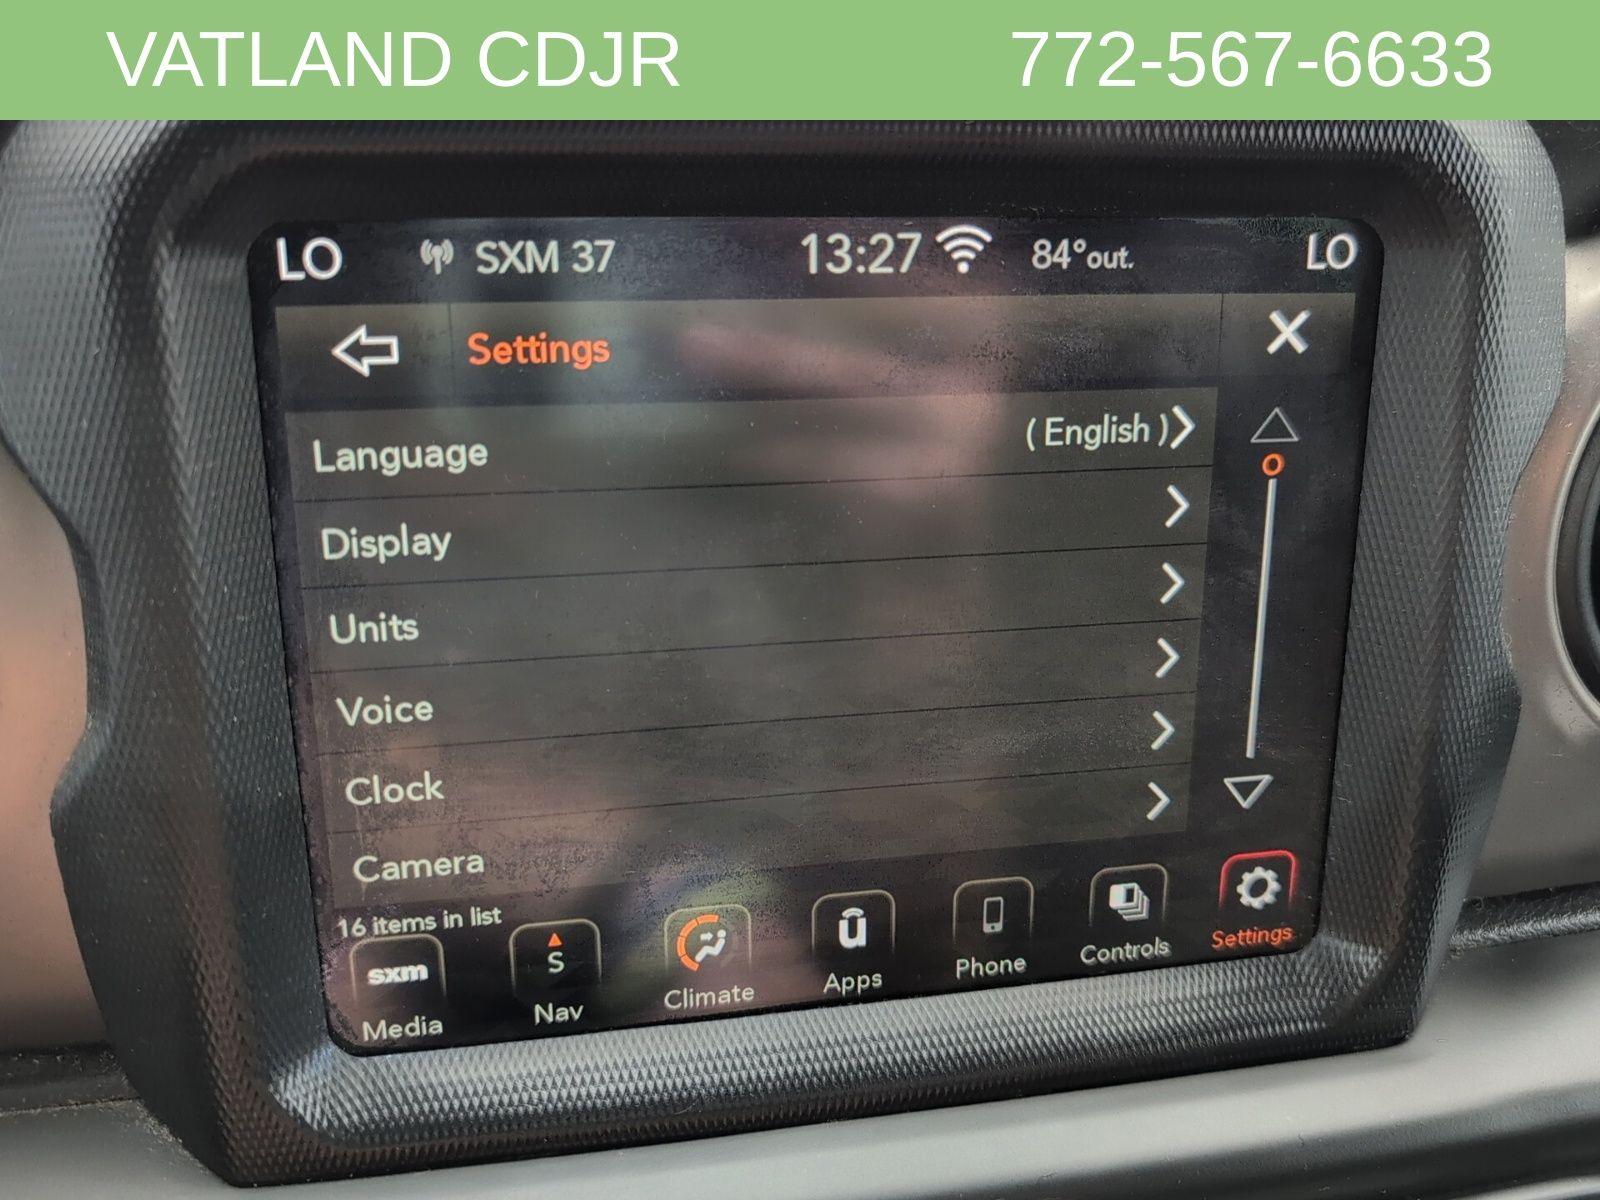 VATLAND CDJR 772-567-6633
LO SXM 37 13:27 84°out. LO
Settings X
Language ( English )
Display
Units
Voice
Clock
Camera
16 items in list
sxm S u
Media Nav Climate Apps Phone Controls Settings